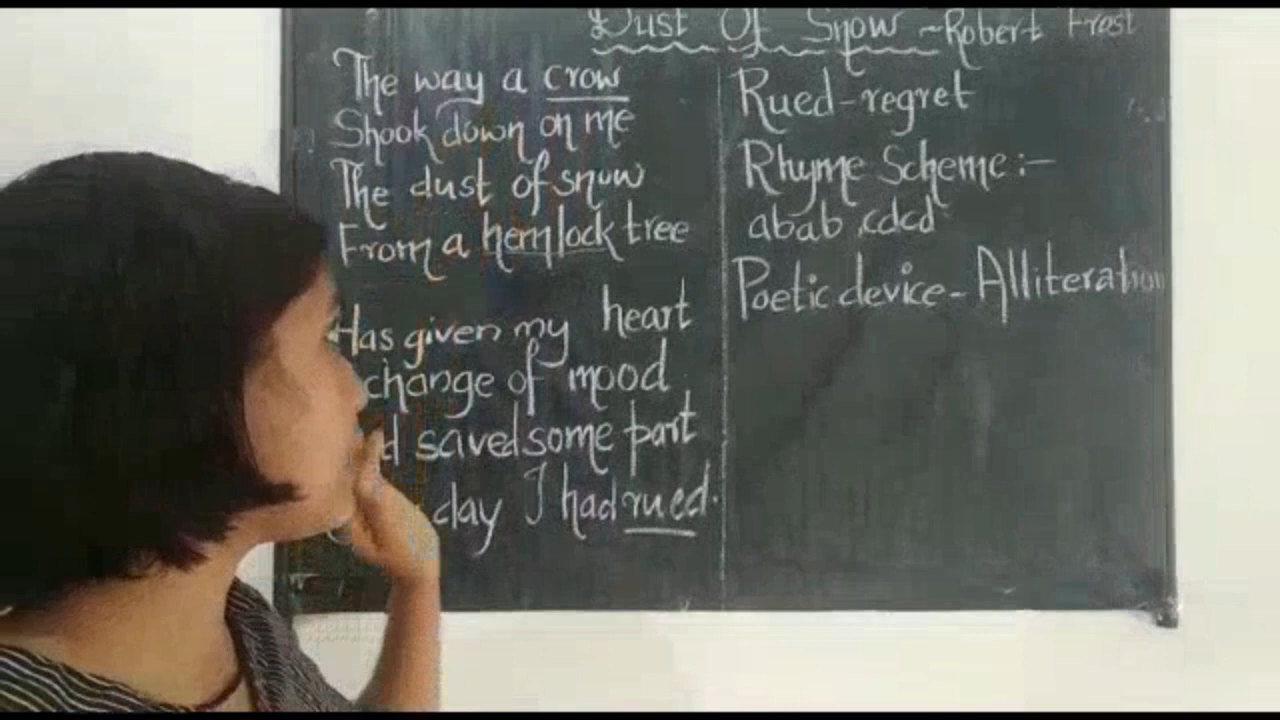 Dust Of Snow ~Robert Frost
The way a crow
Shook down on me
The dust of snow
From a hemlock tree
Has given my heart
change of mood
saved some part
day I had rued.
Rued-regret
Rhyme Scheme:-
abab,cdcd
Poetic device- Alliteration